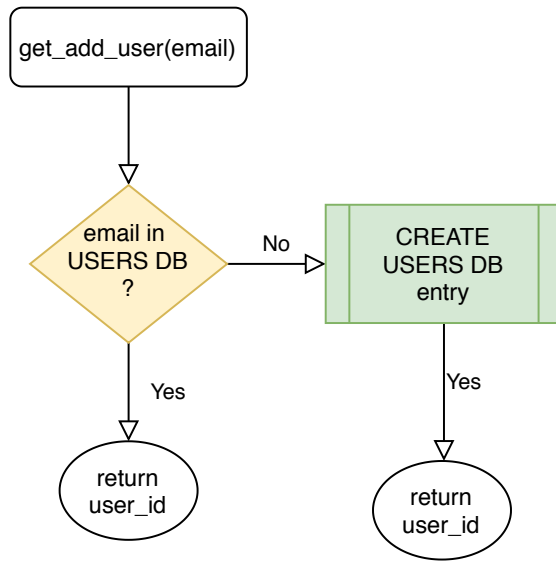 get_add_user(email)
email in
USERS DB
?
No
CREATE
USERS DB
entry
Yes
Yes
return
user_id
return
user_id